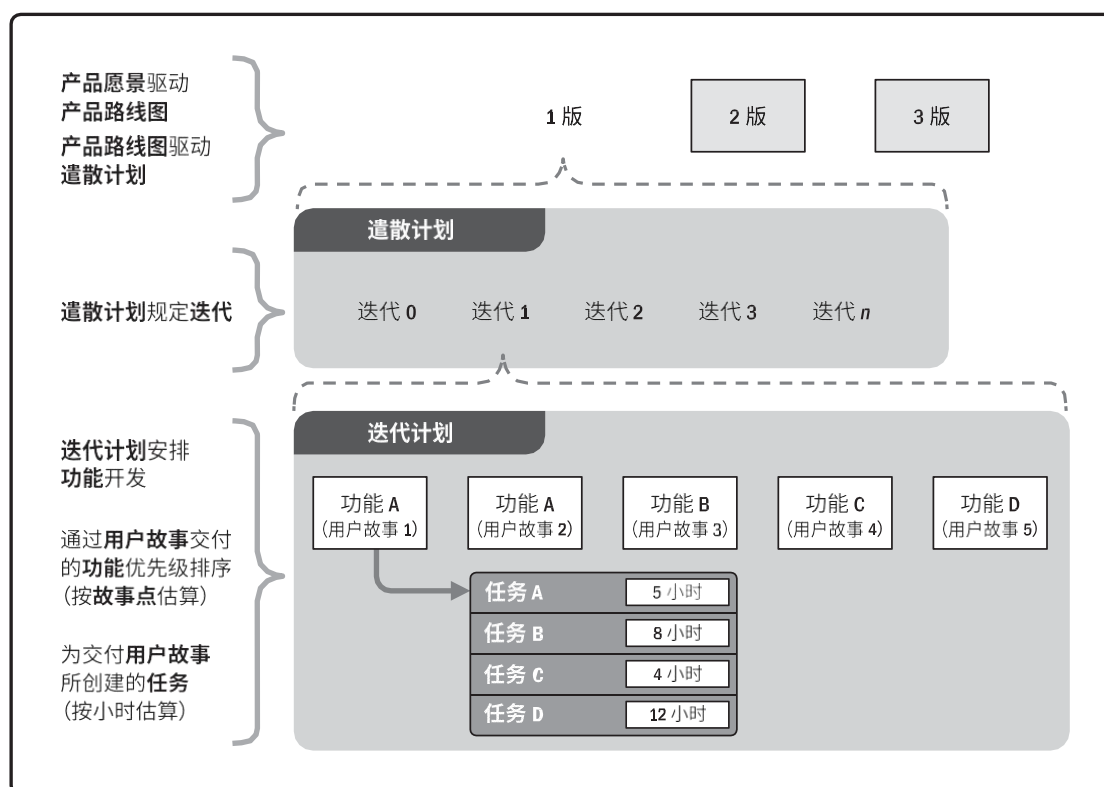 产品愿景驱动
产品路线图
产品路线图驱动
遣散计划
1 版
2 版
3 版
遣散计划
遣散计划规定迭代
迭代 0
迭代 1
迭代 2
迭代 3
迭代 n
迭代计划
迭代计划安排
功能开发
通过用户故事交付
的功能优先级排序
(按故事点估算)
为交付用户故事
所创建的任务
(按小时估算)
功能 A
(用户故事 1)
功能 A
(用户故事 2)
功能 B
(用户故事 3)
功能 C
(用户故事 4)
功能 D
(用户故事 5)
任务 A
5 小时
任务 B
8 小时
任务 C
4 小时
任务 D
12 小时